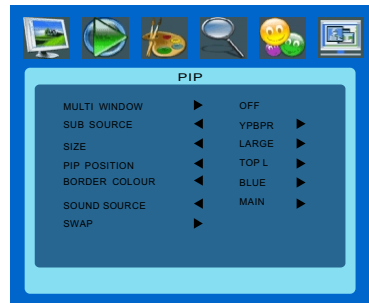 PIP
MULTI WINDOW OFF
SUB SOURCE YPBPR
SIZE LARGE
PIP POSITION TOP L
BORDER COLOUR BLUE
SOUND SOURCE MAIN
SWAP